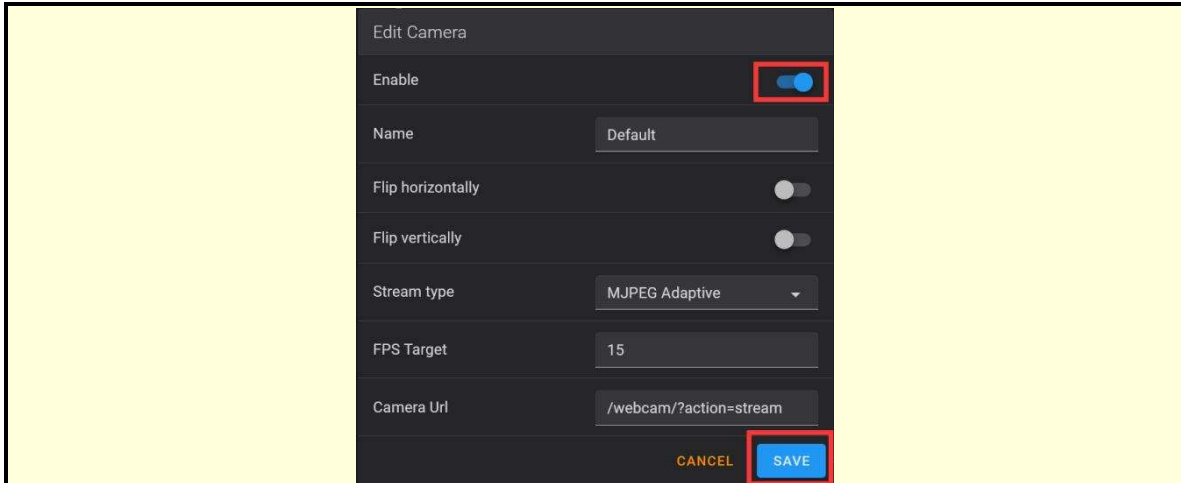 Edit Camera
Enable
Name Default
Flip horizontally
Flip vertically
Stream type MJPEG Adaptive
FPS Target 15
Camera Url /webcam/?action=stream
CANCEL SAVE